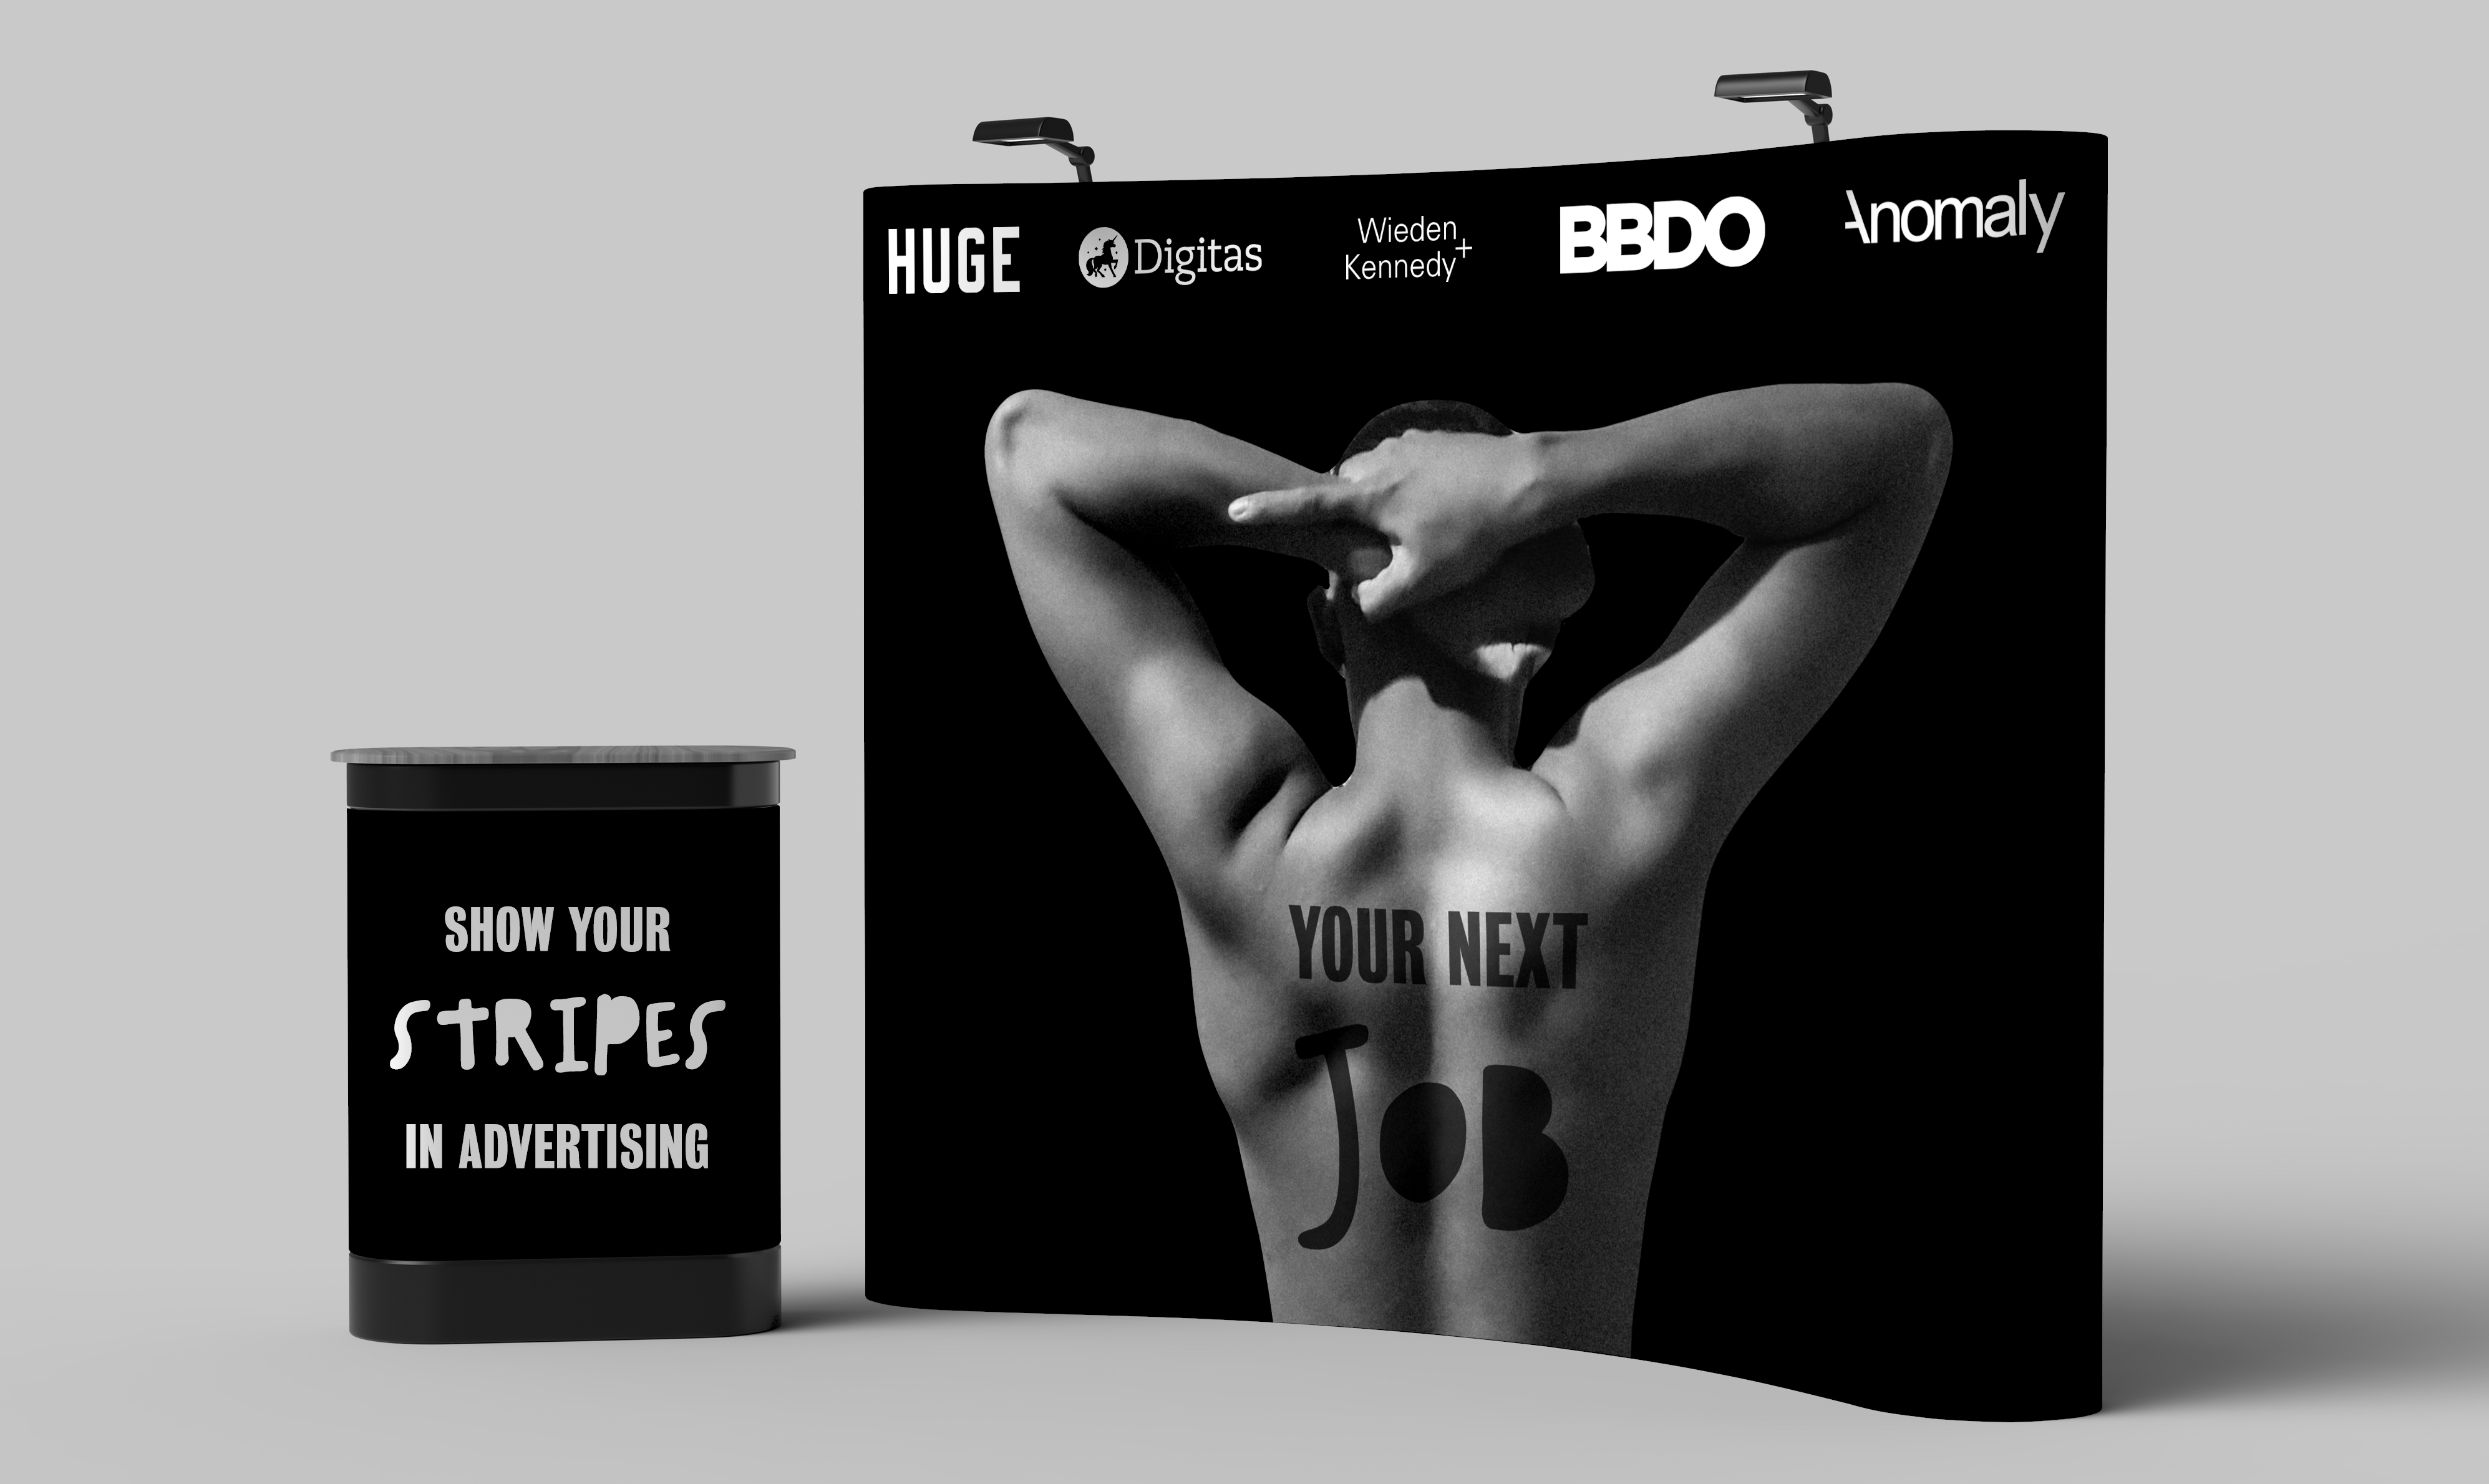 HUGE
Digitas
Wieden
Kennedy+
BBDO
Anomaly
YOUR NEXT
JOB
SHOW YOUR
STRIPES
IN ADVERTISING